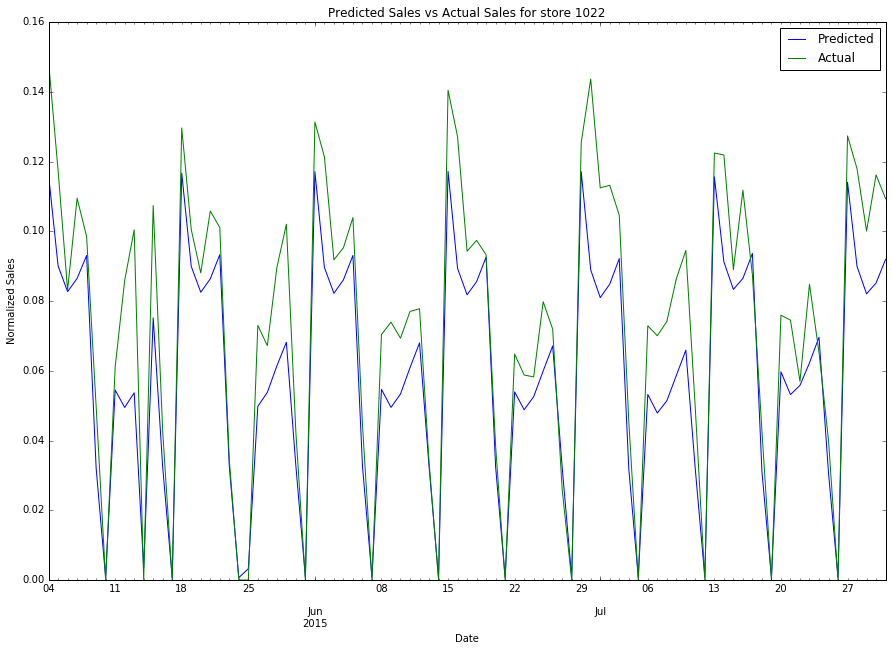 Predicted Sales vs Actual Sales for store 1022
Predicted
Actual
0.16
0.14
0.12
0.10
0.08
0.06
0.04
0.02
0.00
Normalized Sales
04 11 18 25 08 15 22 29 06 13 20 27
Jun Jul
2015
Date